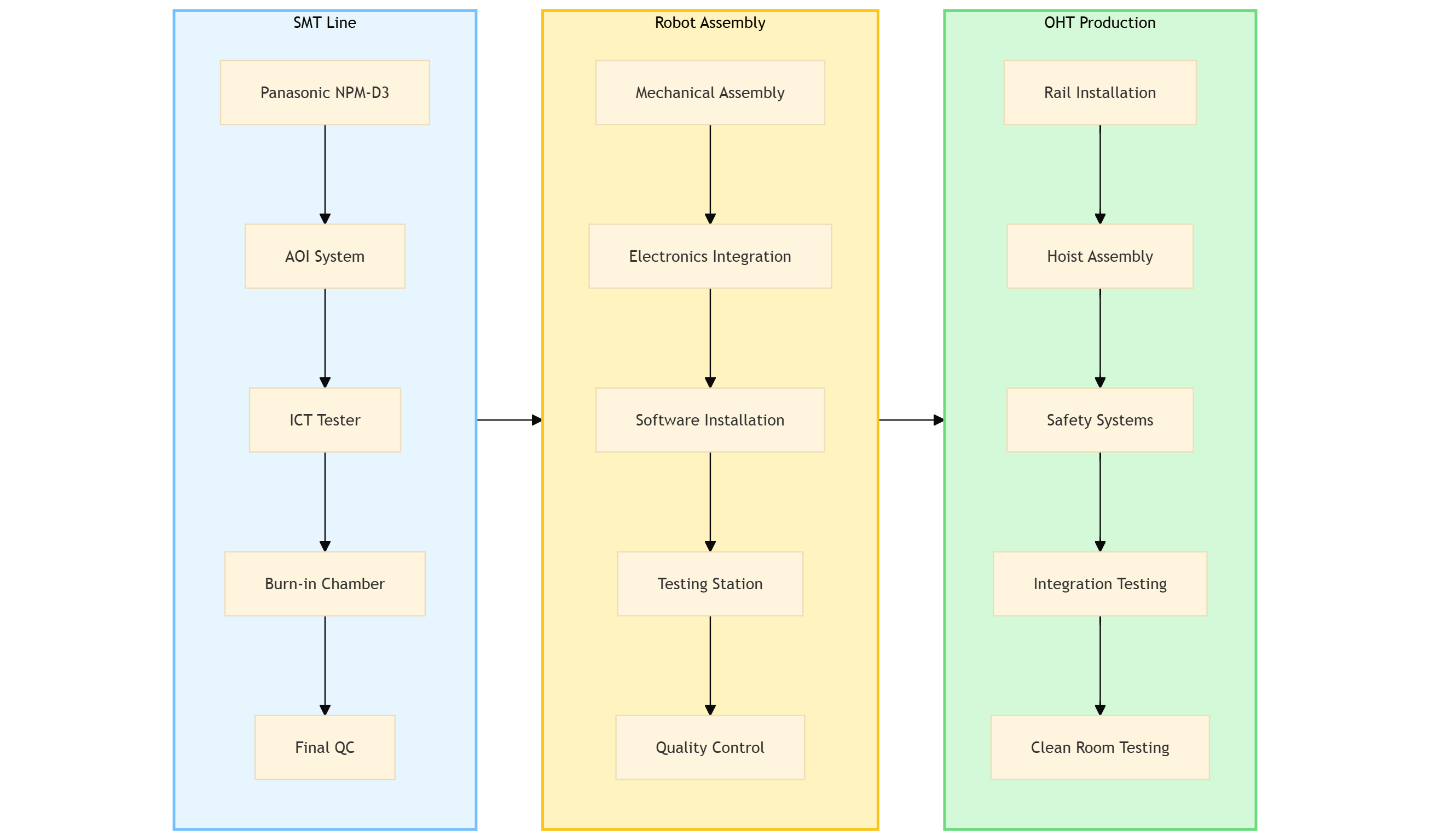 SMT Line
Panasonic NPM-D3
AOI System
ICT Tester
Burn-in Chamber
Final QC
Robot Assembly
Mechanical Assembly
Electronics Integration
Software Installation
Testing Station
Quality Control
OHT Production
Rail Installation
Hoist Assembly
Safety Systems
Integration Testing
Clean Room Testing